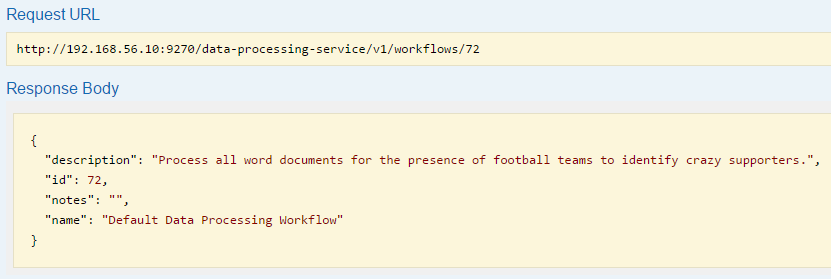 Request URL
http://192.168.56.10:9270/data-processing-service/v1/workflows/72
Response Body
{
"description": "Process all word documents for the presence of football teams to identify crazy supporters.",
"id": 72,
"notes": "",
"name": "Default Data Processing Workflow"
}